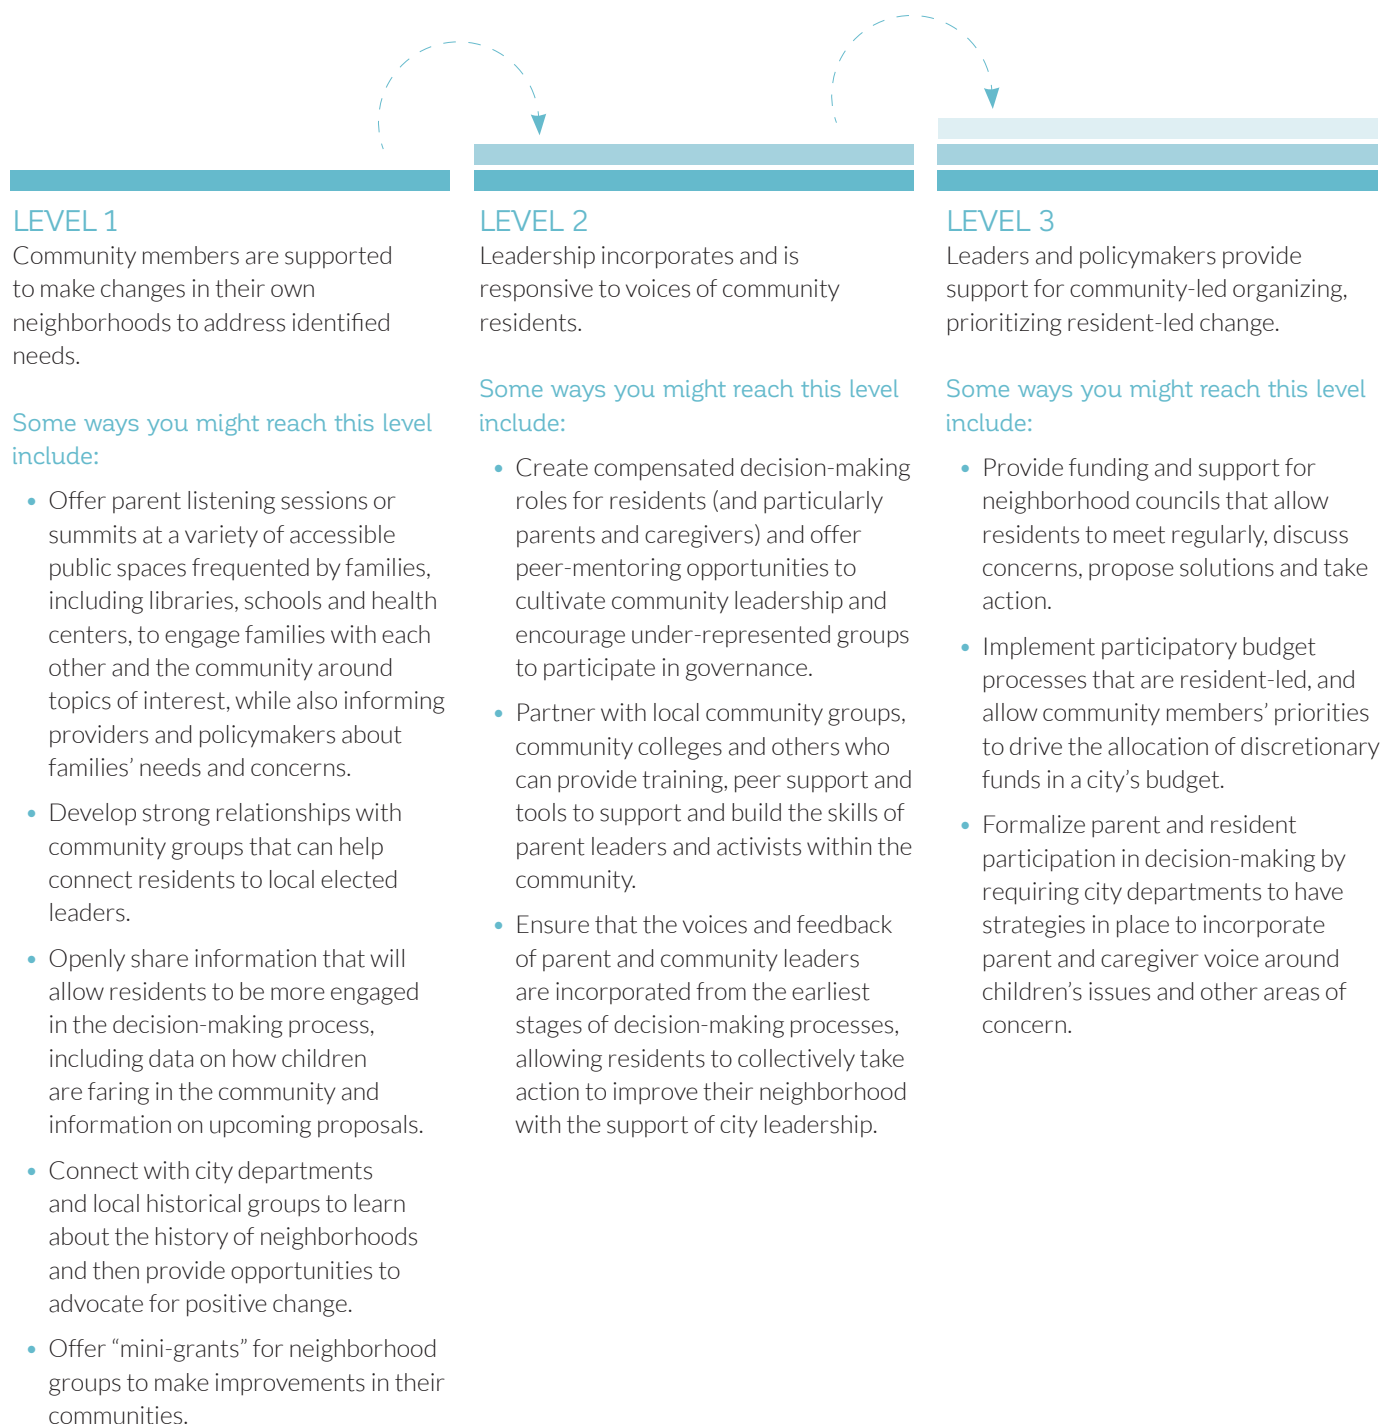 LEVEL 1
Community members are supported
to make changes in their own
neighborhoods to address identified
needs.
Some ways you might reach this level
include:
• Offer parent listening sessions or
summits at a variety of accessible
public spaces frequented by families,
including libraries, schools and health
centers, to engage families with each
other and the community around
topics of interest, while also informing
providers and policymakers about
families’ needs and concerns.
• Develop strong relationships with
community groups that can help
connect residents to local elected
leaders.
• Openly share information that will
allow residents to be more engaged
in the decision-making process,
including data on how children
are faring in the community and
information on upcoming proposals.
• Connect with city departments
and local historical groups to learn
about the history of neighborhoods
and then provide opportunities to
advocate for positive change.
• Offer “mini-grants” for neighborhood
groups to make improvements in their
communities.
LEVEL 2
Leadership incorporates and is
responsive to voices of community
residents.
Some ways you might reach this level
include:
• Create compensated decision-making
roles for residents (and particularly
parents and caregivers) and offer
peer-mentoring opportunities to
cultivate community leadership and
encourage under-represented groups
to participate in governance.
• Partner with local community groups,
community colleges and others who
can provide training, peer support and
tools to support and build the skills of
parent leaders and activists within the
community.
• Ensure that the voices and feedback
of parent and community leaders
are incorporated from the earliest
stages of decision-making processes,
allowing residents to collectively take
action to improve their neighborhood
with the support of city leadership.
LEVEL 3
Leaders and policymakers provide
support for community-led organizing,
prioritizing resident-led change.
Some ways you might reach this level
include:
• Provide funding and support for
neighborhood councils that allow
residents to meet regularly, discuss
concerns, propose solutions and take
action.
• Implement participatory budget
processes that are resident-led, and
allow community members’ priorities
to drive the allocation of discretionary
funds in a city’s budget.
• Formalize parent and resident
participation in decision-making by
requiring city departments to have
strategies in place to incorporate
parent and caregiver voice around
children’s issues and other areas of
concern.